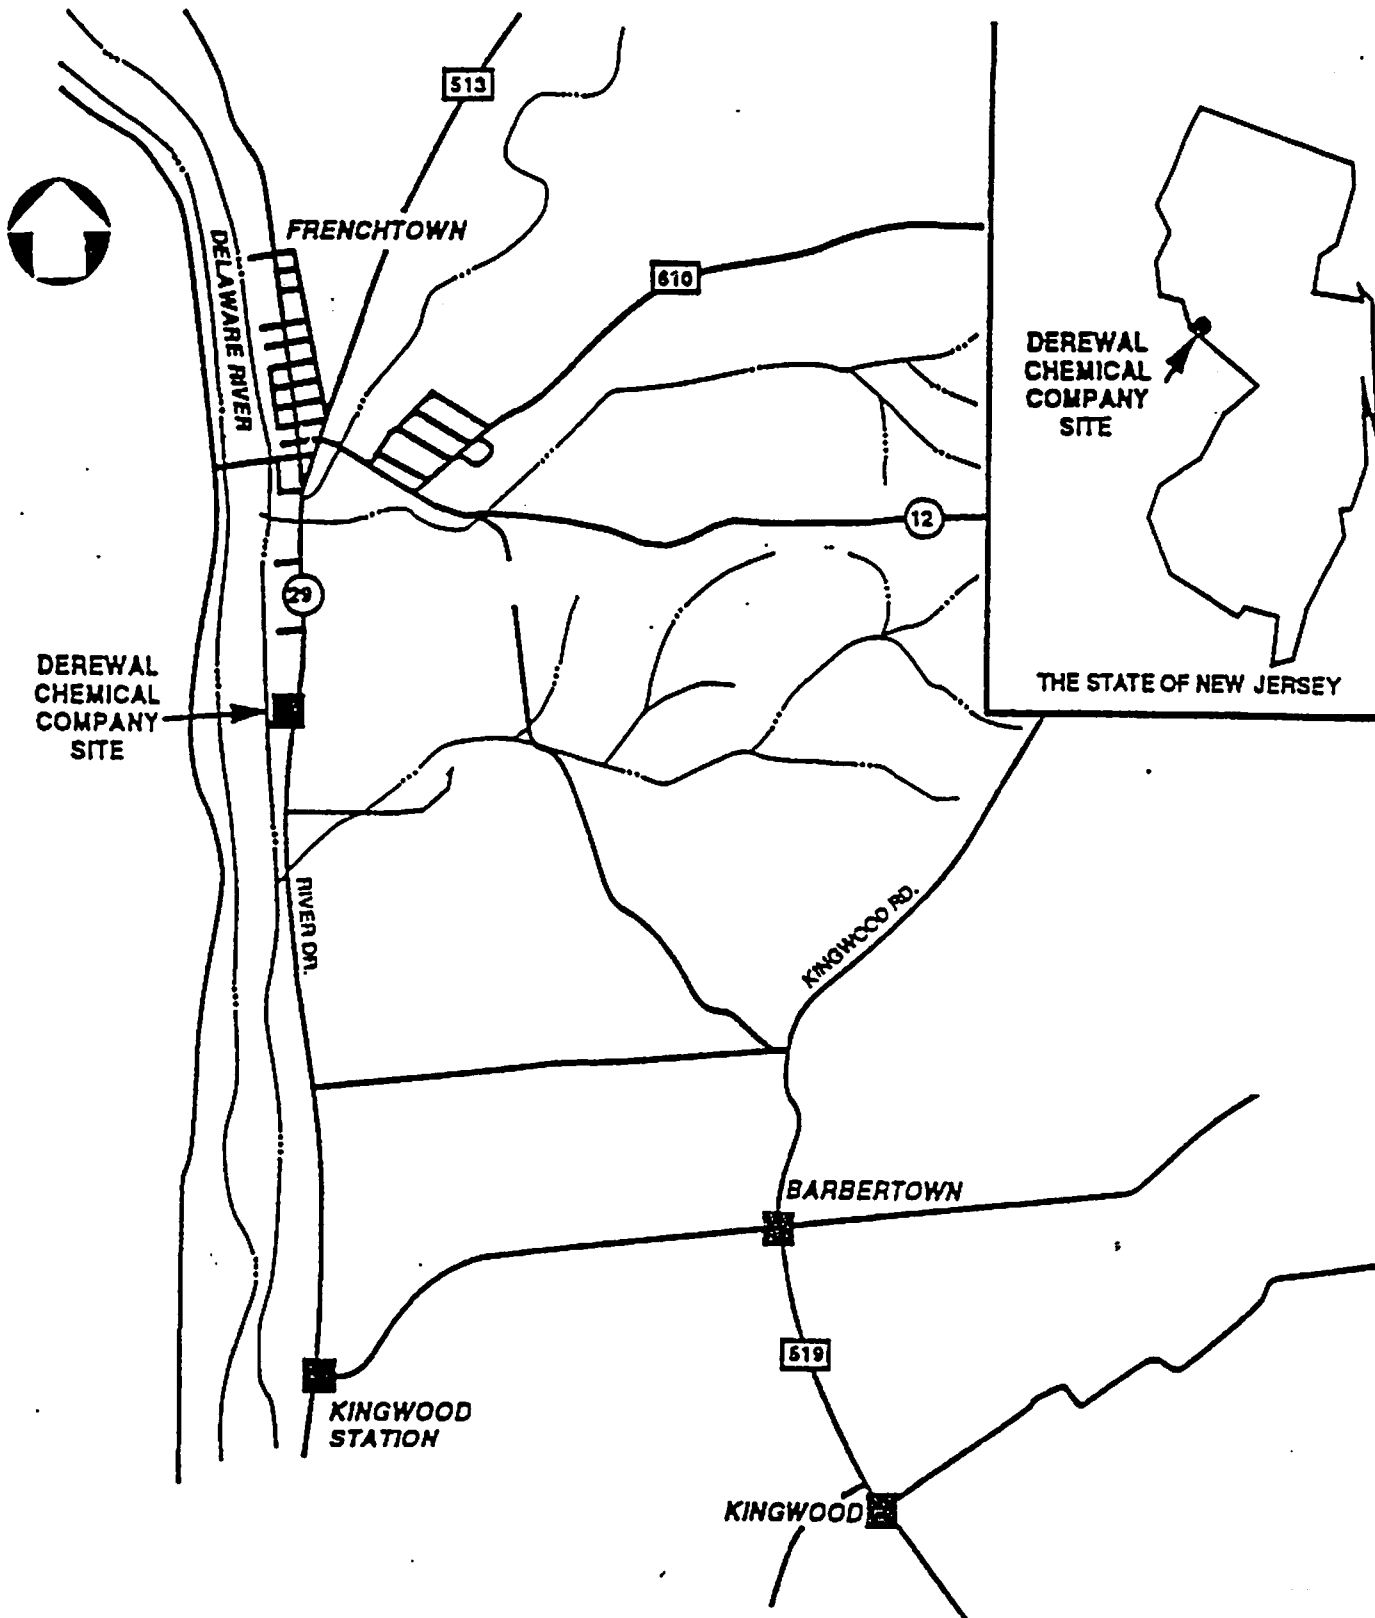 513
FRENCHTOWN
DELAWARE RIVER
610
DEREWAL
CHEMICAL
COMPANY
SITE
12
29
DEREWAL
CHEMICAL
COMPANY
SITE
THE STATE OF NEW JERSEY
RIVER DR.
KINGWOOD RD.
BARBERTOWN
519
KINGWOOD
STATION
KINGWOOD